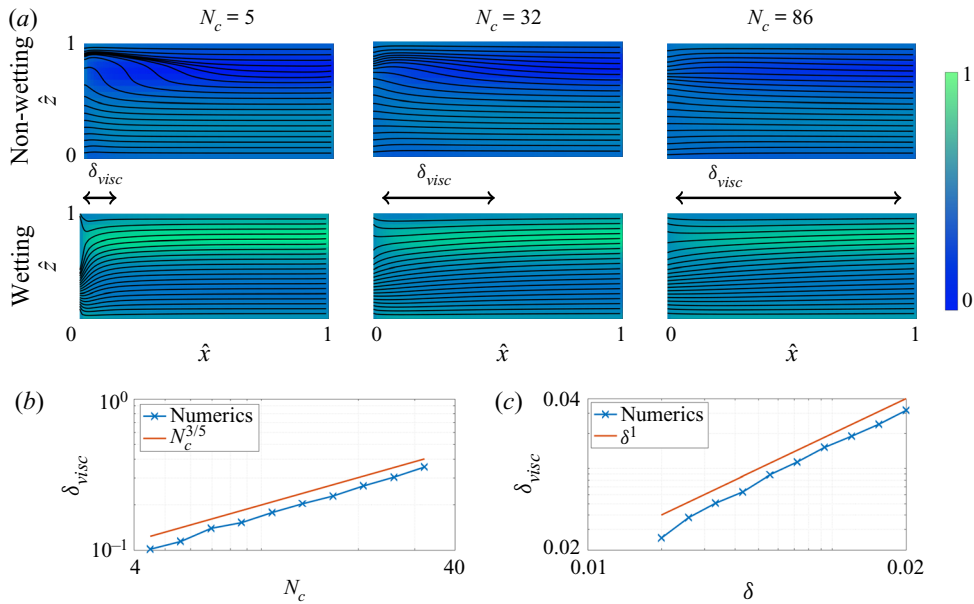 (a)
N_c = 5
N_c = 32
N_c = 86
Non-wetting
ẑ
1
0
1
0
δ_visc
δ_visc
δ_visc
Wetting
ẑ
1
0
0
1
0
1
0
1
x̂
x̂
x̂
(b)
10^0
10^−1
δ_visc
Numerics
N_c^{3/5}
4
40
N_c
(c)
0.04
0.02
δ_visc
Numerics
δ^1
0.01
0.02
δ